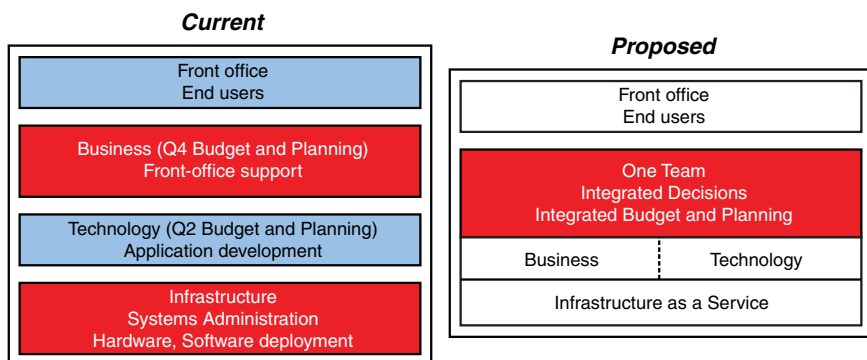 Current
Front office
End users
Business (Q4 Budget and Planning)
Front-office support
Technology (Q2 Budget and Planning)
Application development
Infrastructure
Systems Administration
Hardware, Software deployment
Proposed
Front office
End users
One Team
Integrated Decisions
Integrated Budget and Planning
Business
Technology
Infrastructure as a Service